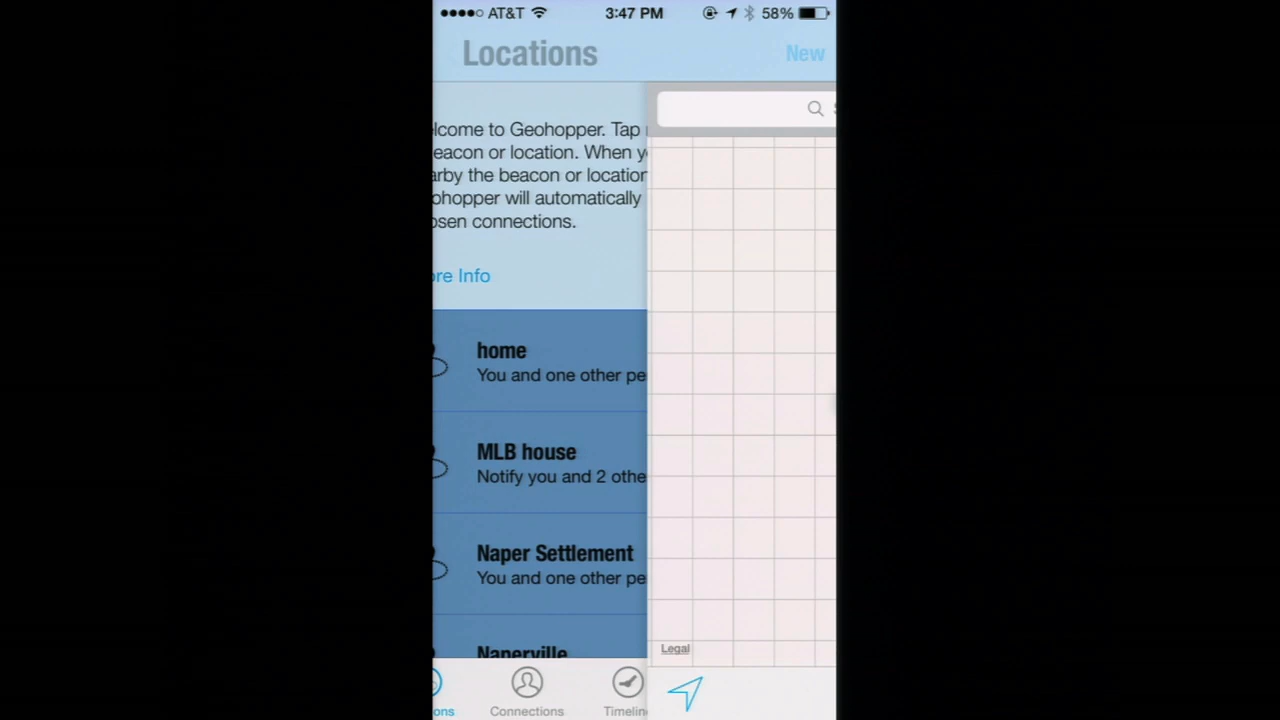 AT&T 3:47 PM 58%
Locations New
lcome to Geohopper. Tap
eacon or location. When y
arby the beacon or location
ohopper will automatically
osen connections.
ore Info
home
You and one other pe
MLB house
Notify you and 2 othe
Naper Settlement
You and one other pe
Naperville
Legal
ons Connections Timelin